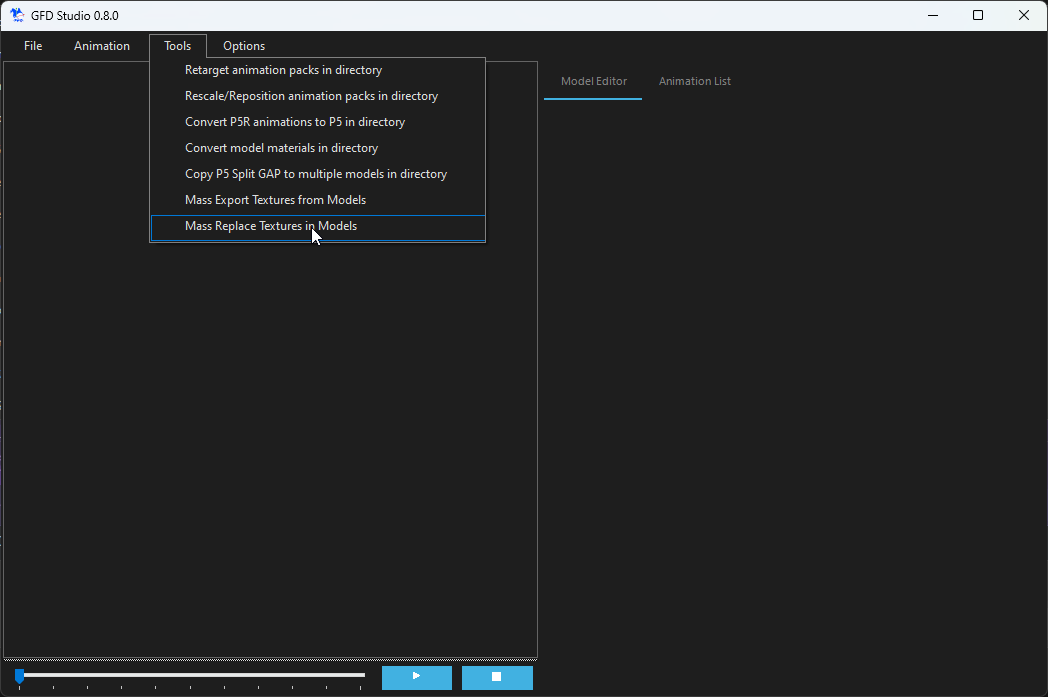 GFD Studio 0.8.0
File Animation Tools Options
Retarget animation packs in directory
Rescale/Reposition animation packs in directory
Convert P5R animations to P5 in directory
Convert model materials in directory
Copy P5 Split GAP to multiple models in directory
Mass Export Textures from Models
Mass Replace Textures in Models
Model Editor Animation List